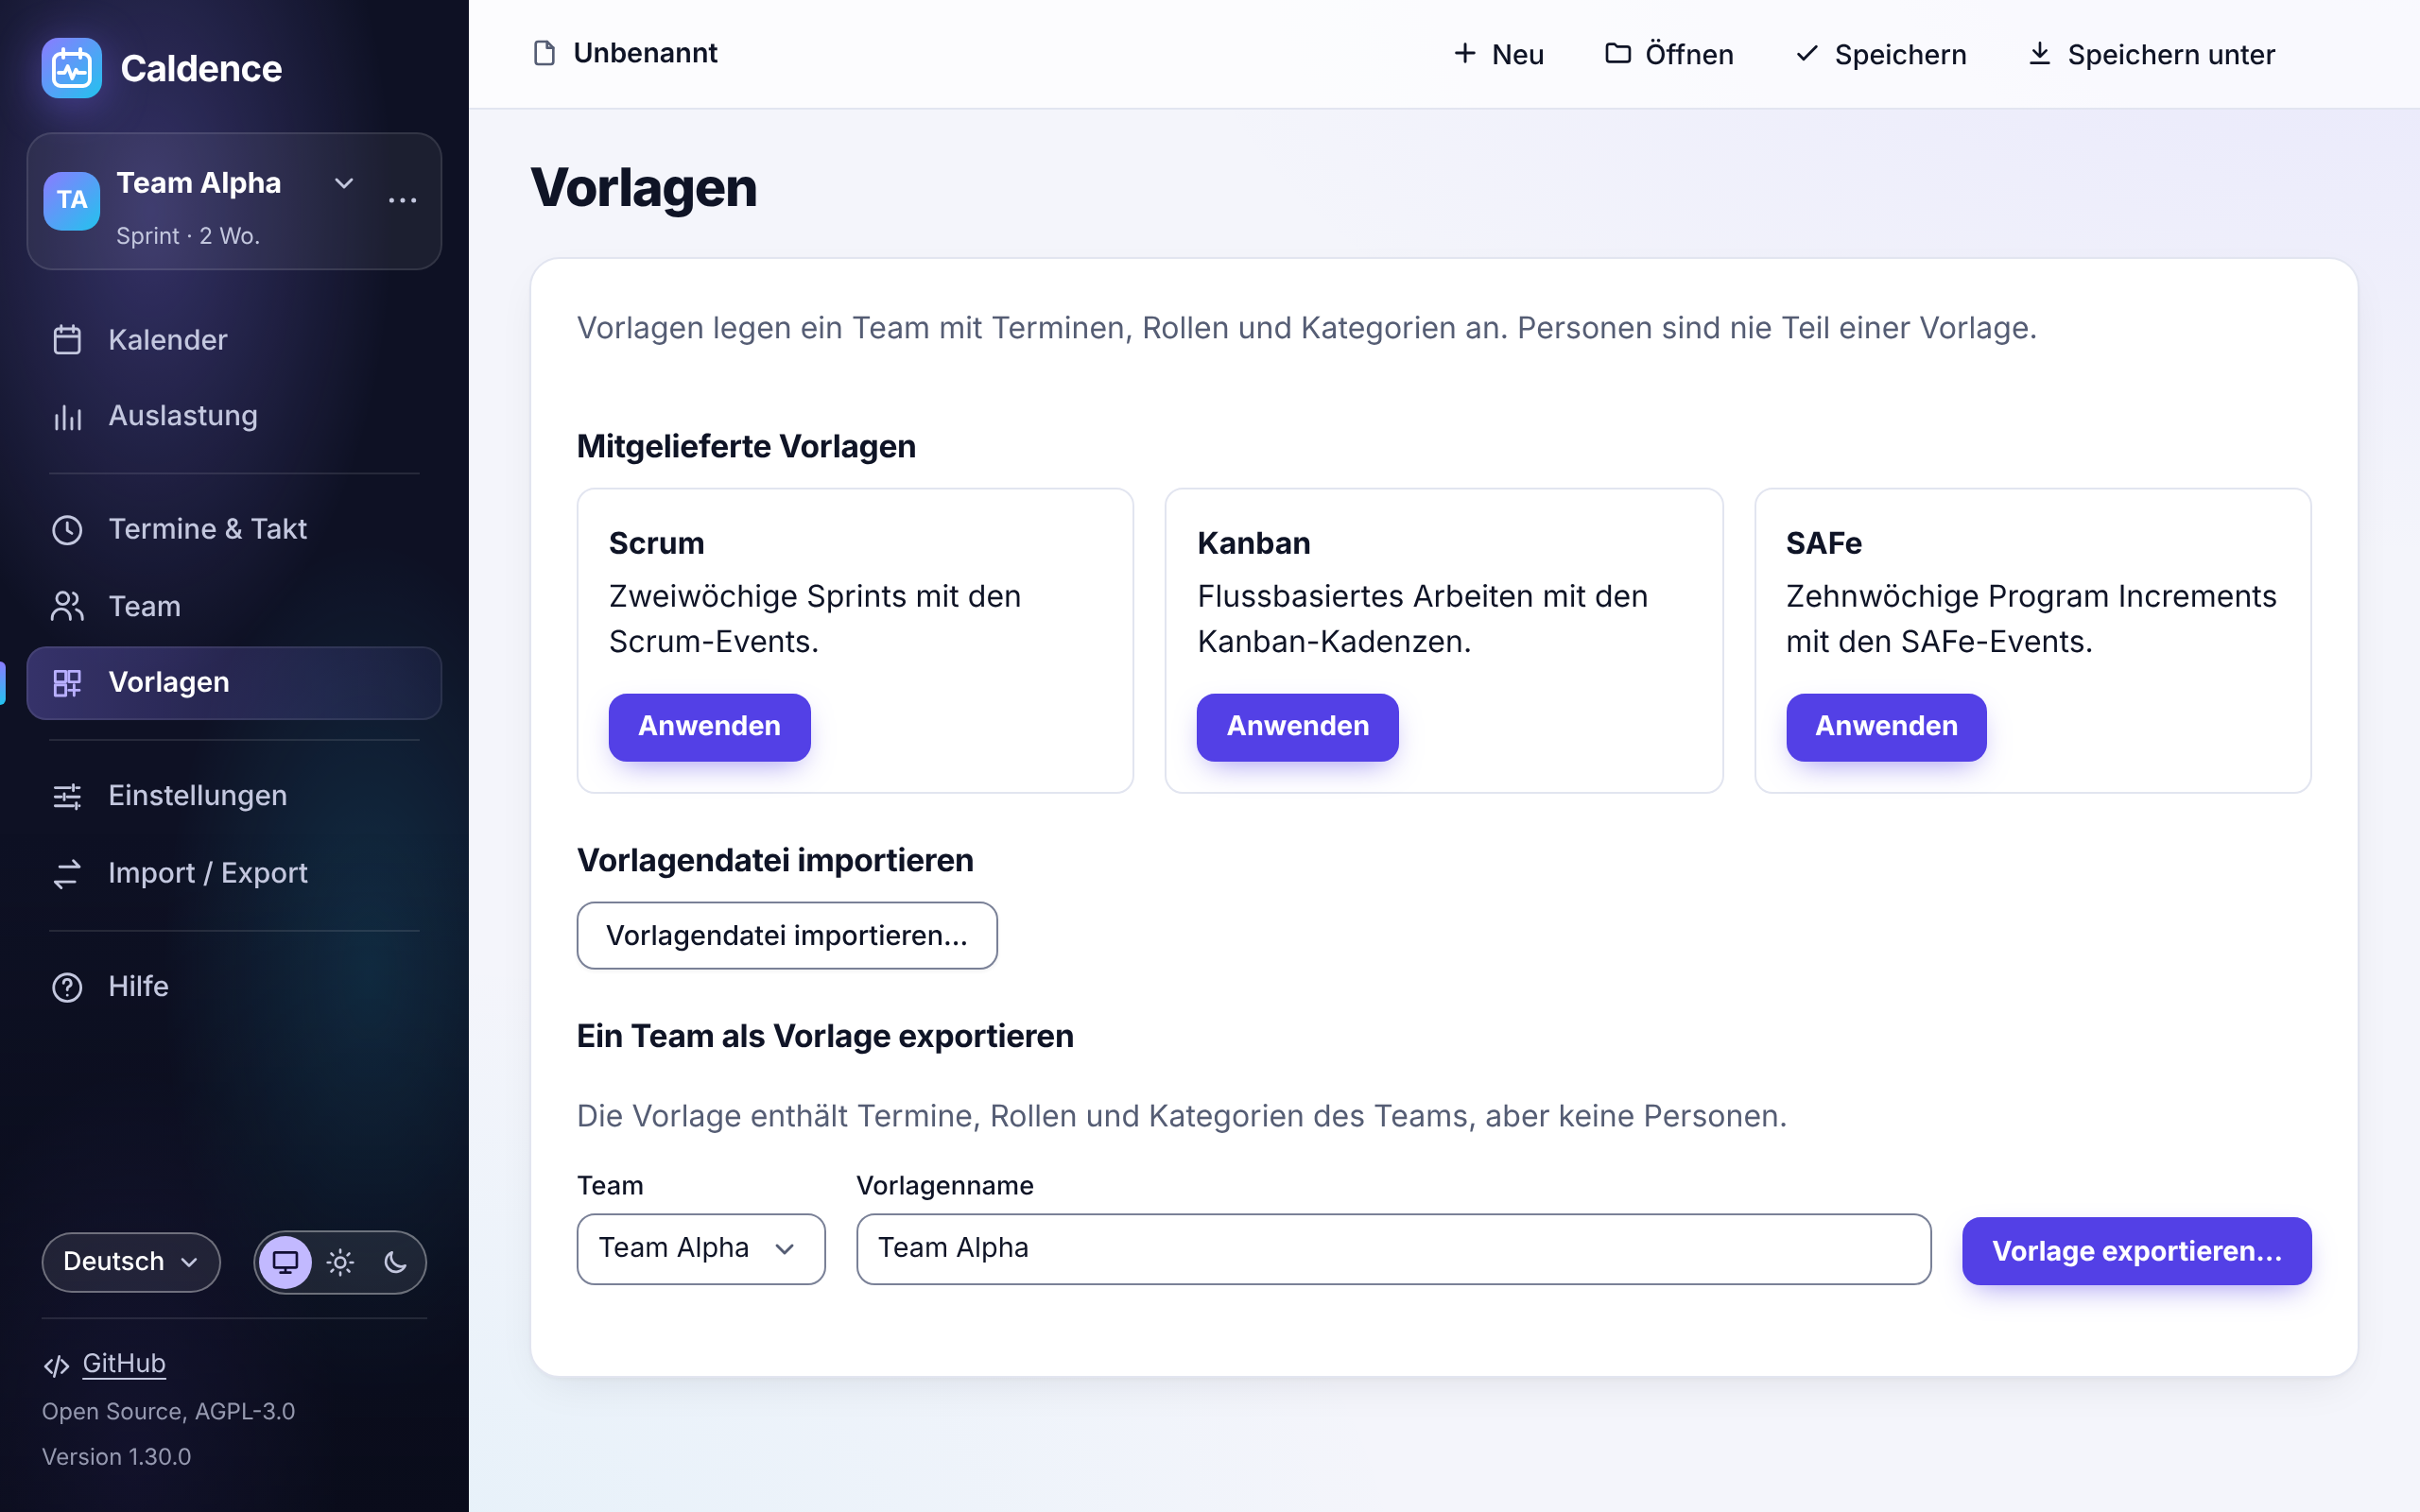 Caldence
TA
Team Alpha
Sprint · 2 Wo.
Kalender
Auslastung
Termine & Takt
Team
Vorlagen
Einstellungen
Import / Export
Hilfe
Deutsch
GitHub
Open Source, AGPL-3.0
Version 1.30.0
Unbenannt
Neu
Öffnen
Speichern
Speichern unter
Vorlagen
Vorlagen legen ein Team mit Terminen, Rollen und Kategorien an. Personen sind nie Teil einer Vorlage.
Mitgelieferte Vorlagen
Scrum
Zweiwöchige Sprints mit den
Scrum-Events.
Anwenden
Kanban
Flussbasiertes Arbeiten mit den
Kanban-Kadenzen.
Anwenden
SAFe
Zehnwöchige Program Increments
mit den SAFe-Events.
Anwenden
Vorlagendatei importieren
Vorlagendatei importieren…
Ein Team als Vorlage exportieren
Die Vorlage enthält Termine, Rollen und Kategorien des Teams, aber keine Personen.
Team
Team Alpha
Vorlagenname
Team Alpha
Vorlage exportieren…